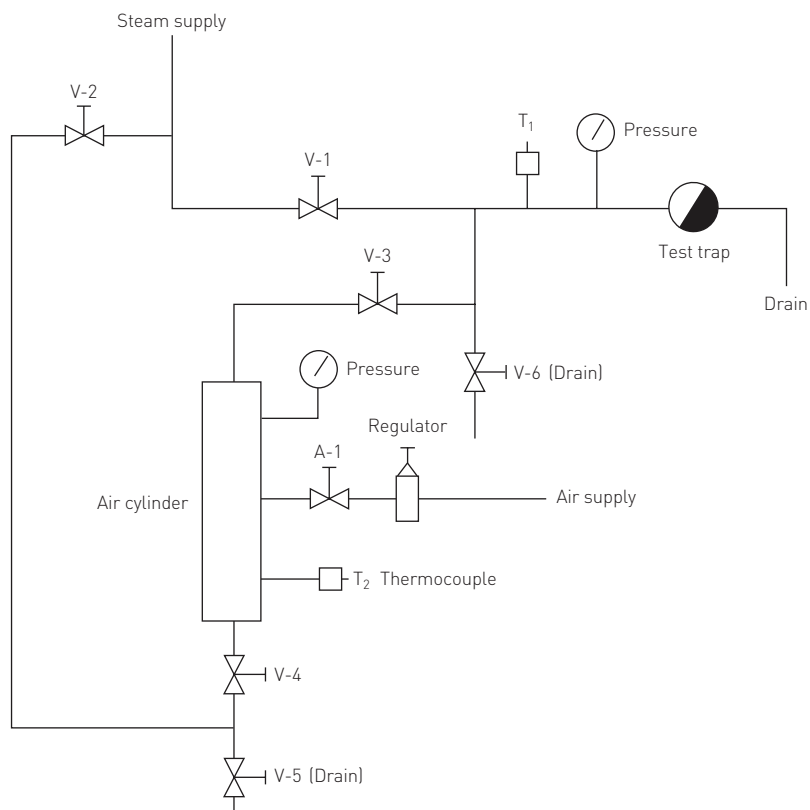 Steam supply
V-2
T1
Pressure
V-1
Test trap
V-3
Drain
Pressure
V-6 (Drain)
Regulator
A-1
Air cylinder
Air supply
T2 Thermocouple
V-4
V-5 (Drain)